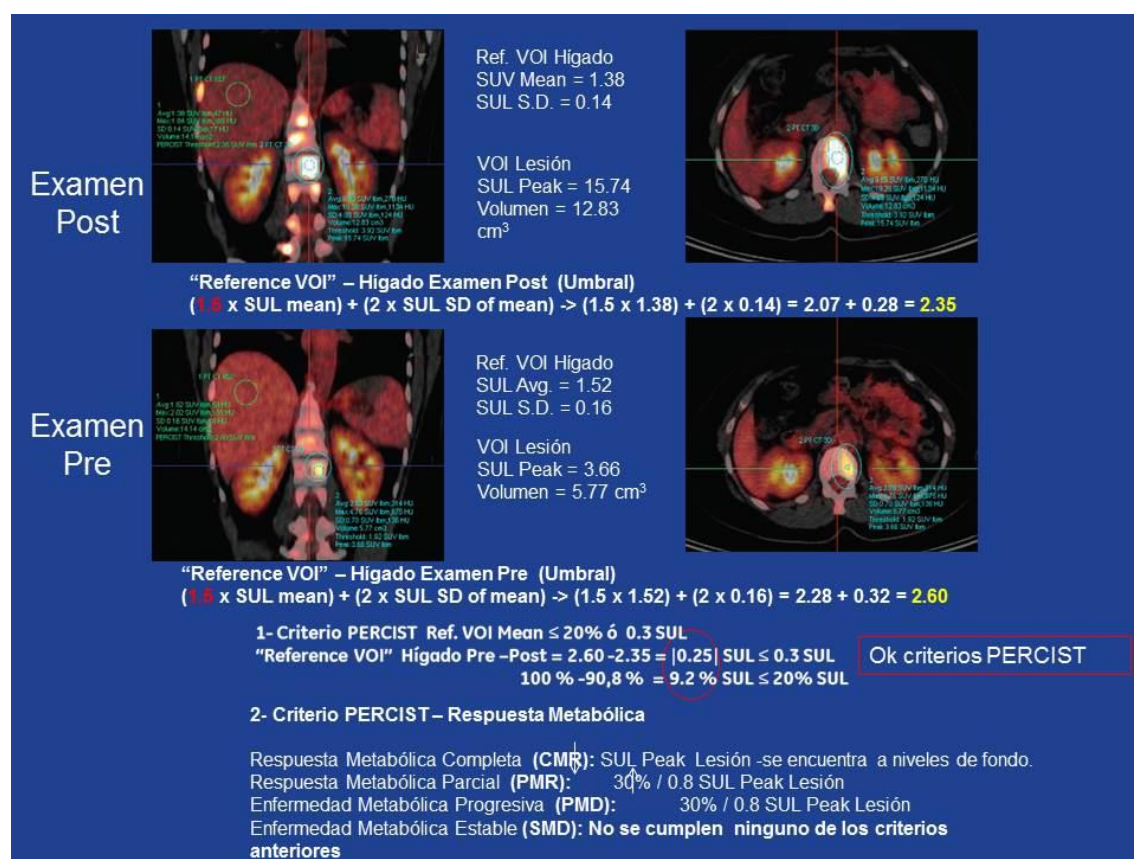 Examen
Post
Ref. VOI Hígado
SUV Mean = 1.38
SUL S.D. = 0.14
VOI Lesión
SUL Peak = 15.74
Volumen = 12.83
cm³
"Reference VOI" – Hígado Examen Post (Umbral)
(1.5 x SUL mean) + (2 x SUL SD of mean) -> (1.5 x 1.38) + (2 x 0.14) = 2.07 + 0.28 = 2.35
Examen
Pre
Ref. VOI Hígado
SUL Avg. = 1.52
SUL S.D. = 0.16
VOI Lesión
SUL Peak = 3.66
Volumen = 5.77 cm³
"Reference VOI" – Hígado Examen Pre (Umbral)
(1.5 x SUL mean) + (2 x SUL SD of mean) -> (1.5 x 1.52) + (2 x 0.16) = 2.28 + 0.32 = 2.60
1- Criterio PERCIST Ref. VOI Mean ≤ 20% ó 0.3 SUL
"Reference VOI" Hígado Pre –Post = 2.60 -2.35 = |0.25| SUL ≤ 0.3 SUL
100 % -90,8 % = 9.2 % SUL ≤ 20% SUL
Ok criterios PERCIST
2- Criterio PERCIST – Respuesta Metabólica
Respuesta Metabólica Completa (CMR): SUL Peak Lesión -se encuentra a niveles de fondo.
Respuesta Metabólica Parcial (PMR): 30% / 0.8 SUL Peak Lesión
Enfermedad Metabólica Progresiva (PMD): 30% / 0.8 SUL Peak Lesión
Enfermedad Metabólica Estable (SMD): No se cumplen ninguno de los criterios
anteriores